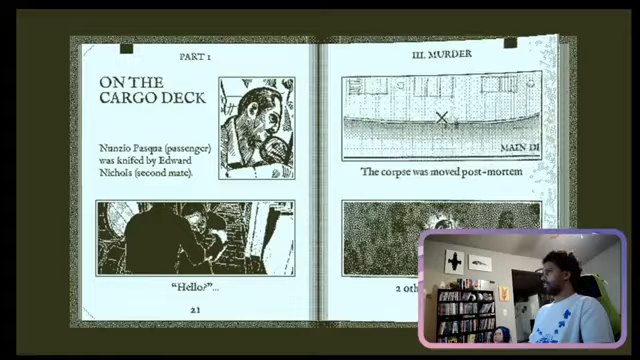 PART 1
ON THE
CARGO DECK
Nunzio Pasqua (passenger)
was knifed by Edward
Nichols (second mate).
"Hello?"...
21
III. MURDER
MAIN
The corpse was moved post-mortem
2